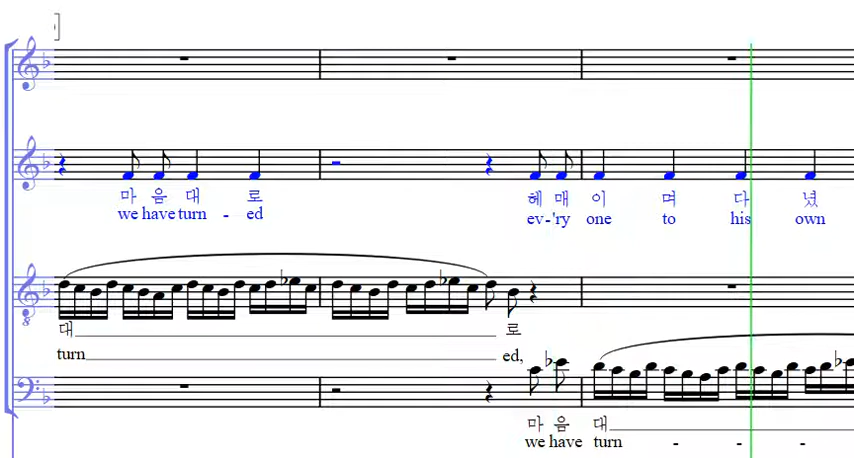 마 음 대 로 헤 매 이 며 다 녔
we have turn - ed ev-'ry one to his own
8
대 로
turn ed,
마 음 대
we have turn - - -